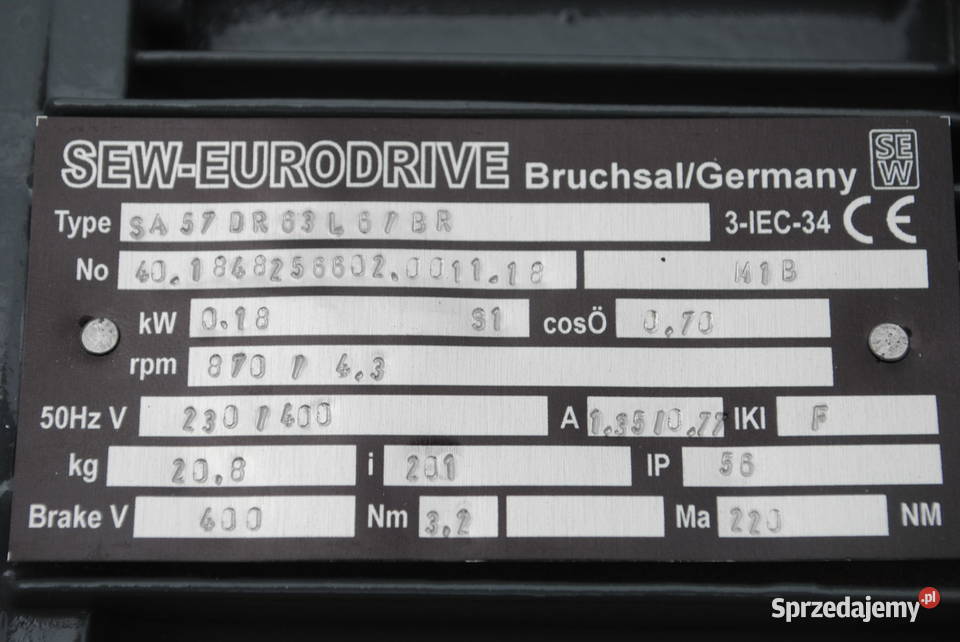 SEW-EURODRIVE Bruchsal/Germany SEW
Type SA 57 DR 63 L 6 / BR 3-IEC-34 CE
No 40.1848256602.0011.18 M1B
kW 0.18 S1 cosÖ 0,70
rpm 870 / 4.3
50Hz V 230 / 400 A 1.35/0.77 IKI F
kg 20,8 i 201 IP 56
Brake V 400 Nm 3,2 Ma 220 NM
Sprzedajemy.pl